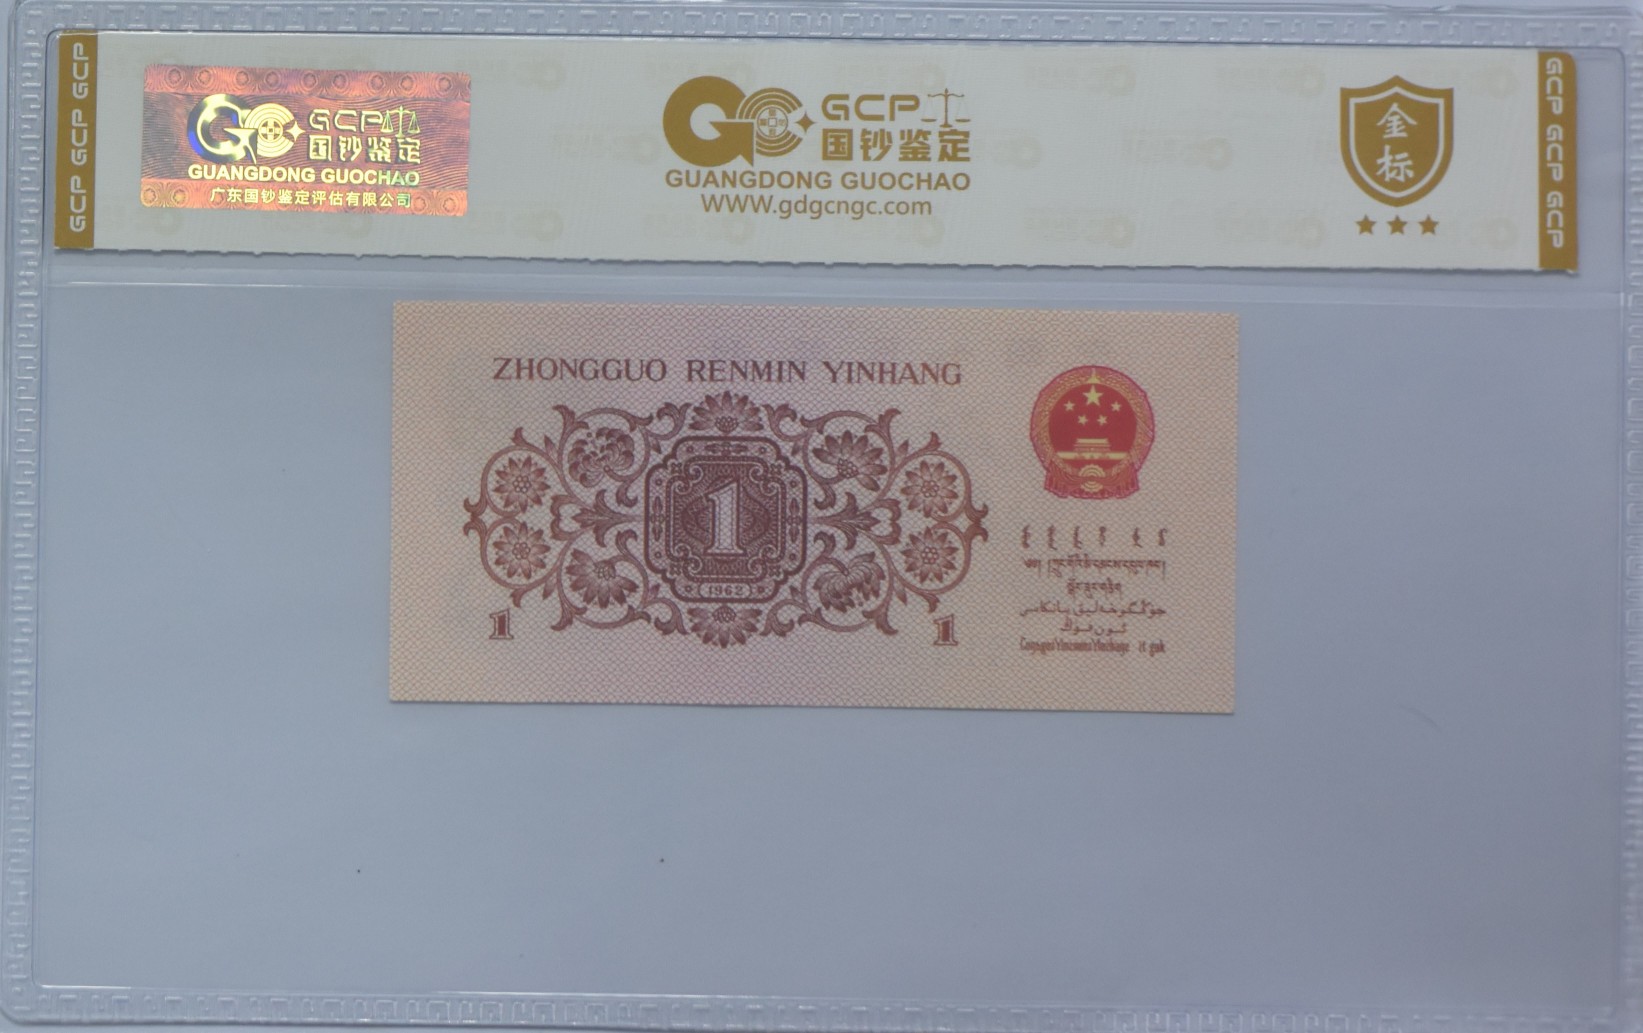 GCP GCP GCP
GCP
国钞鉴定
GUANGDONG GUOCHAO
广东国钞鉴定评估有限公司
GCP
国钞鉴定
GUANGDONG GUOCHAO
WWW.gdgcngc.com
金标
GCP GCP GCP
ZHONGGUO RENMIN YINHANG
1
1962
1
1